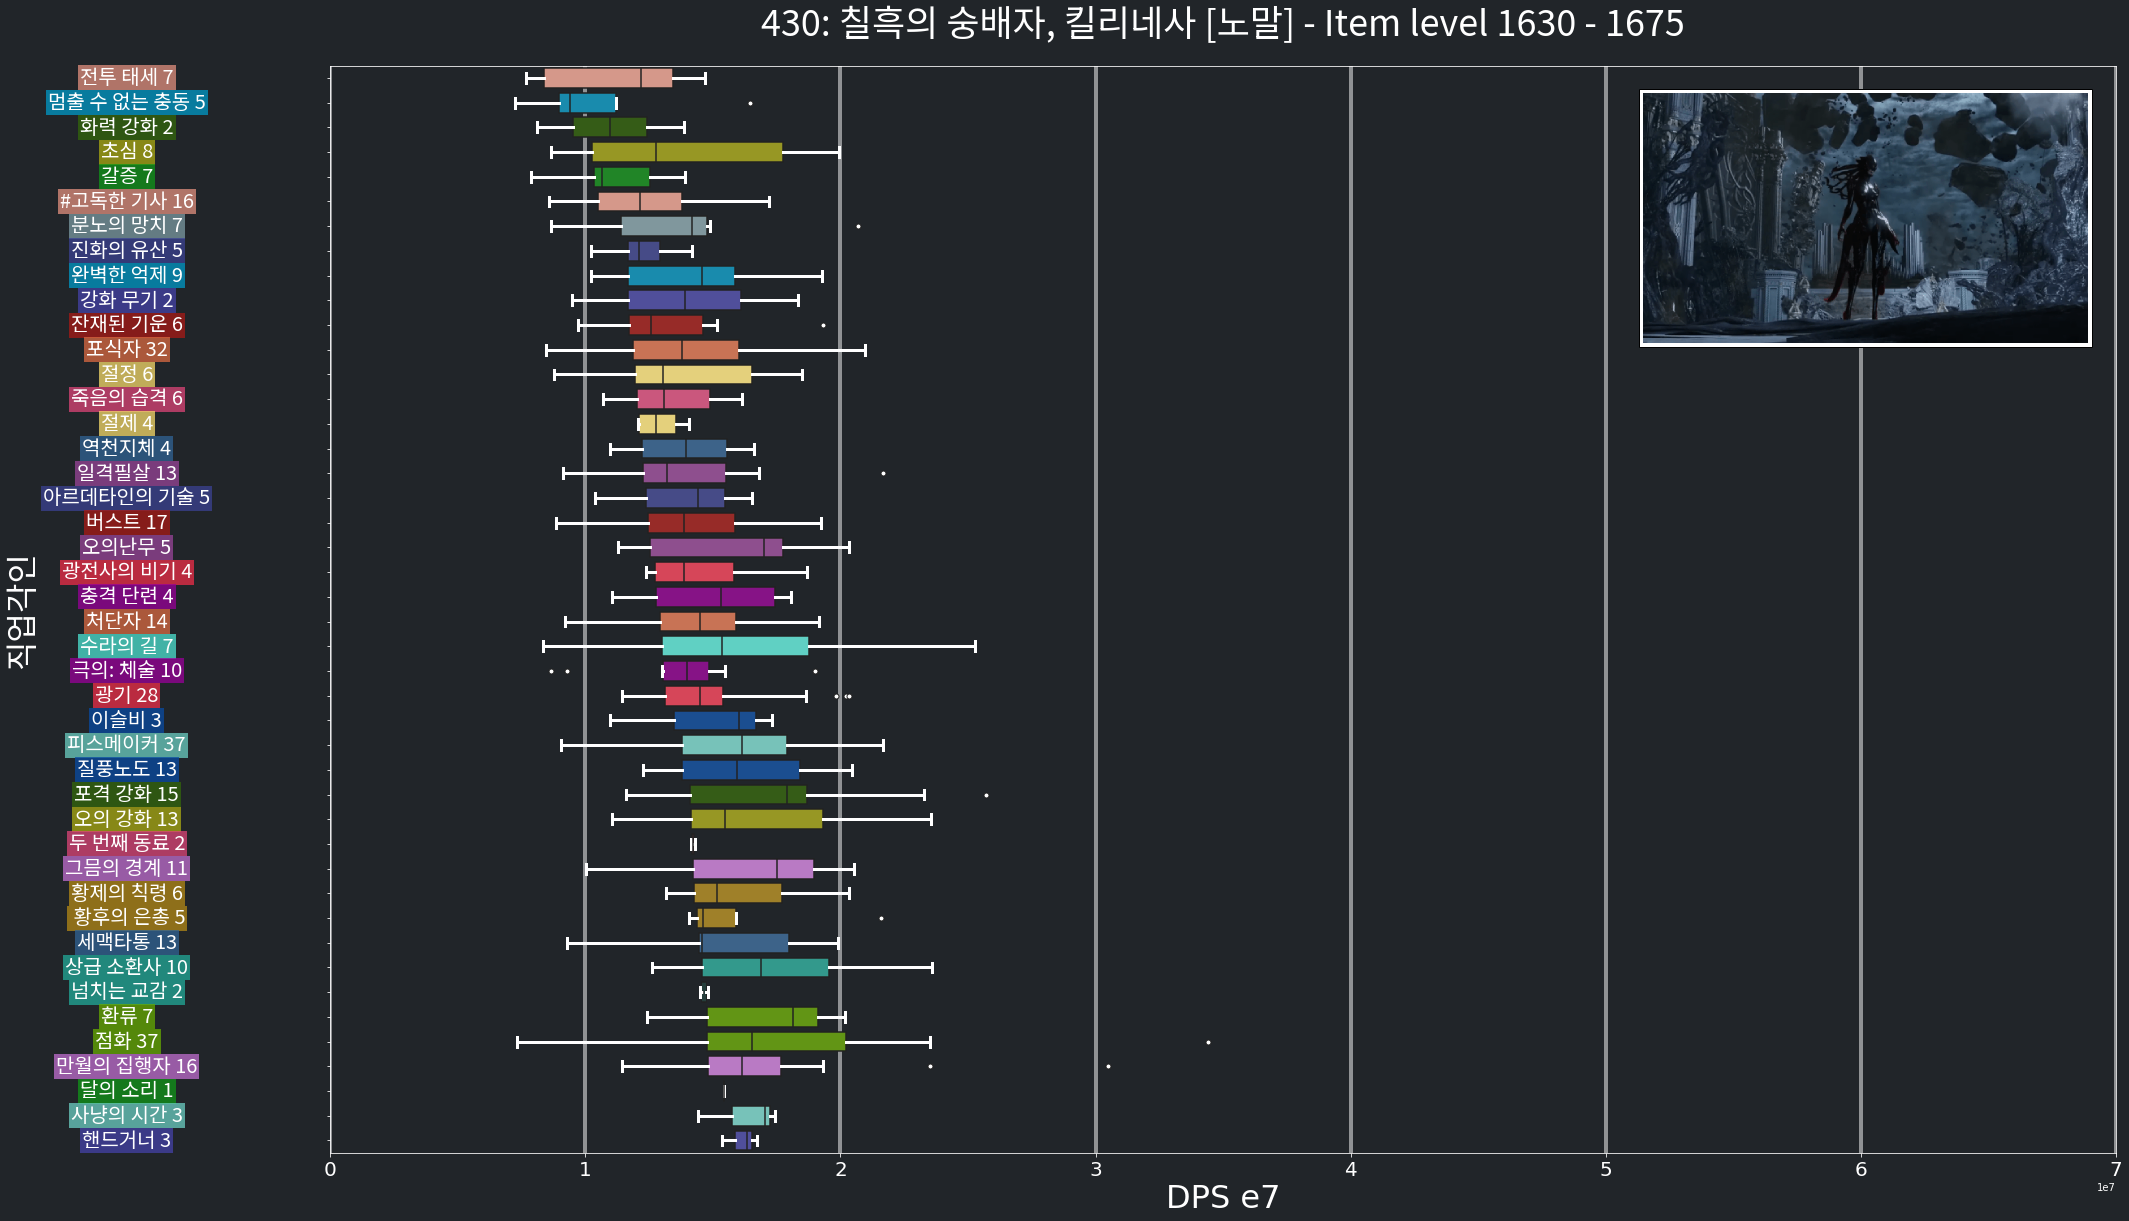 430: 칠흑의 숭배자, 킬리네사 [노말] - Item level 1630 - 1675
직업각인
전투 태세 7
멈출 수 없는 충동 5
화력 강화 2
초심 8
갈증 7
#고독한 기사 16
분노의 망치 7
진화의 유산 5
완벽한 억제 9
강화 무기 2
잔재된 기운 6
포식자 32
절정 6
죽음의 습격 6
절제 4
역천지체 4
일격필살 13
아르데타인의 기술 5
버스트 17
오의난무 5
광전사의 비기 4
충격 단련 4
처단자 14
수라의 길 7
극의: 체술 10
광기 28
이슬비 3
피스메이커 37
질풍노도 13
포격 강화 15
오의 강화 13
두 번째 동료 2
그믐의 경계 11
황제의 칙령 6
황후의 은총 5
세맥타통 13
상급 소환사 10
넘치는 교감 2
환류 7
점화 37
만월의 집행자 16
달의 소리 1
사냥의 시간 3
핸드거너 3
0 1 2 3 4 5 6 7
1e7
DPS e7